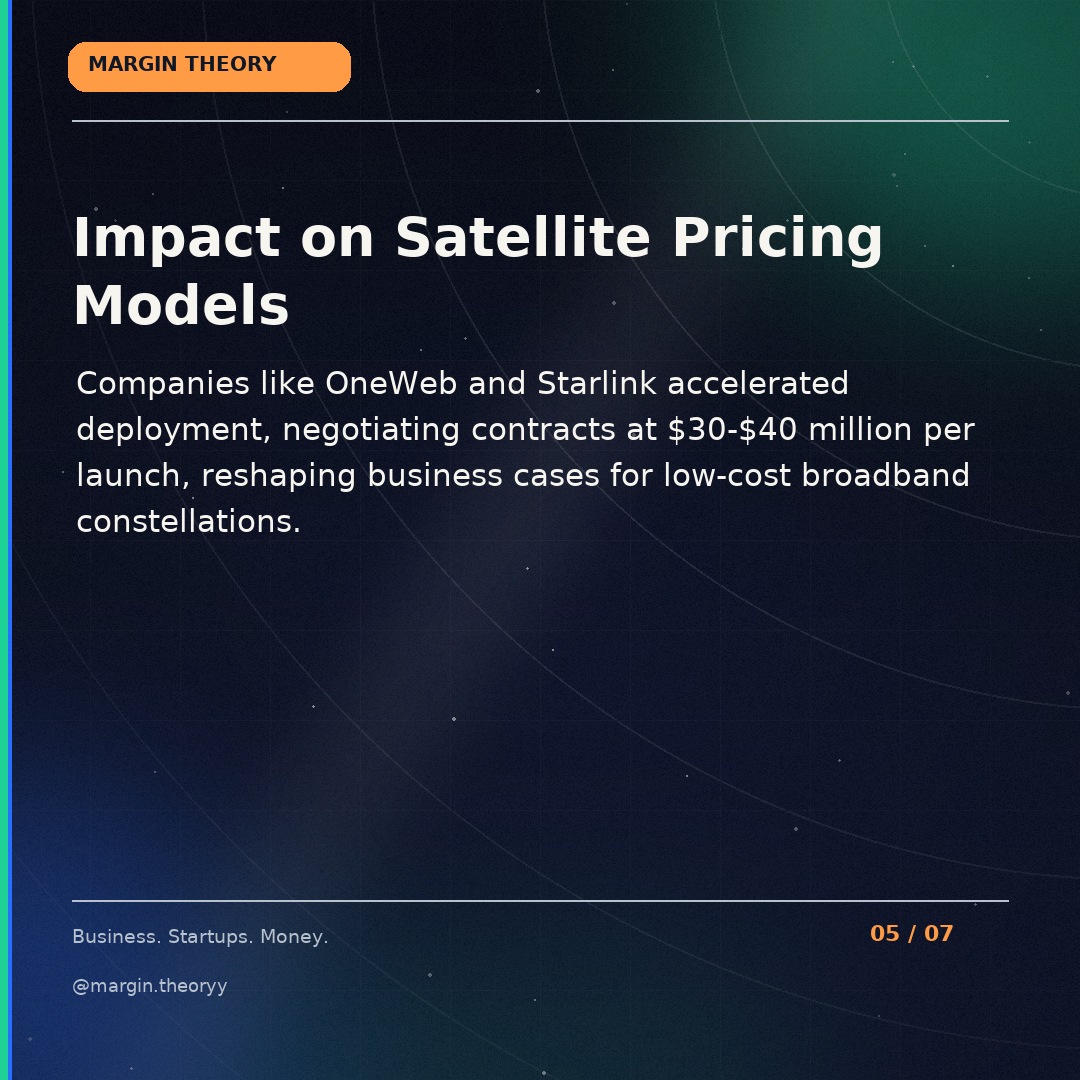 MARGIN THEORY
Impact on Satellite Pricing
Models
Companies like OneWeb and Starlink accelerated
deployment, negotiating contracts at $30-$40 million per
launch, reshaping business cases for low-cost broadband
constellations.
Business. Startups. Money.
05 / 07
@margin.theoryy